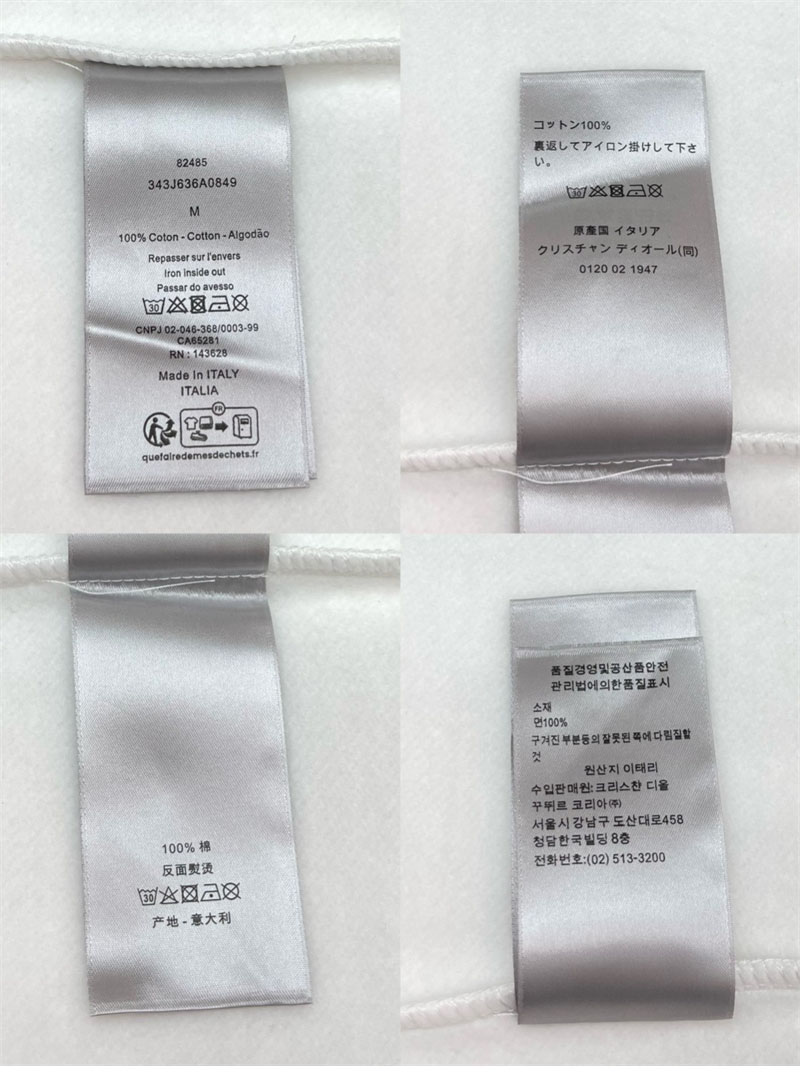 82485
343J636A0849
M
100% Coton - Cotton - Algodão
Repasser sur l'envers
Iron inside out
Passar do avesso
30
CNPJ 02-046-368/0003-99
CA65281
RN : 143628
Made In ITALY
ITALIA
FR
quefairedemesdechets.fr
コットン100%
裏返してアイロン掛けして下さ
い。
30
原産国 イタリア
クリスチャン ディオール(同)
0120 02 1947
100% 棉
反面熨烫
30
产地 - 意大利
품질경영및공산품안전
관리법에의한품질표시
소재
면100%
구겨진 부분등의 잘못된 쪽에 다림질할
것
원산지 이태리
수입판매원: 크리스챤 디올
꾸뛰르 코리아㈜
서울시 강남구 도산대로458
청담한국빌딩 8층
전화번호:(02) 513-3200